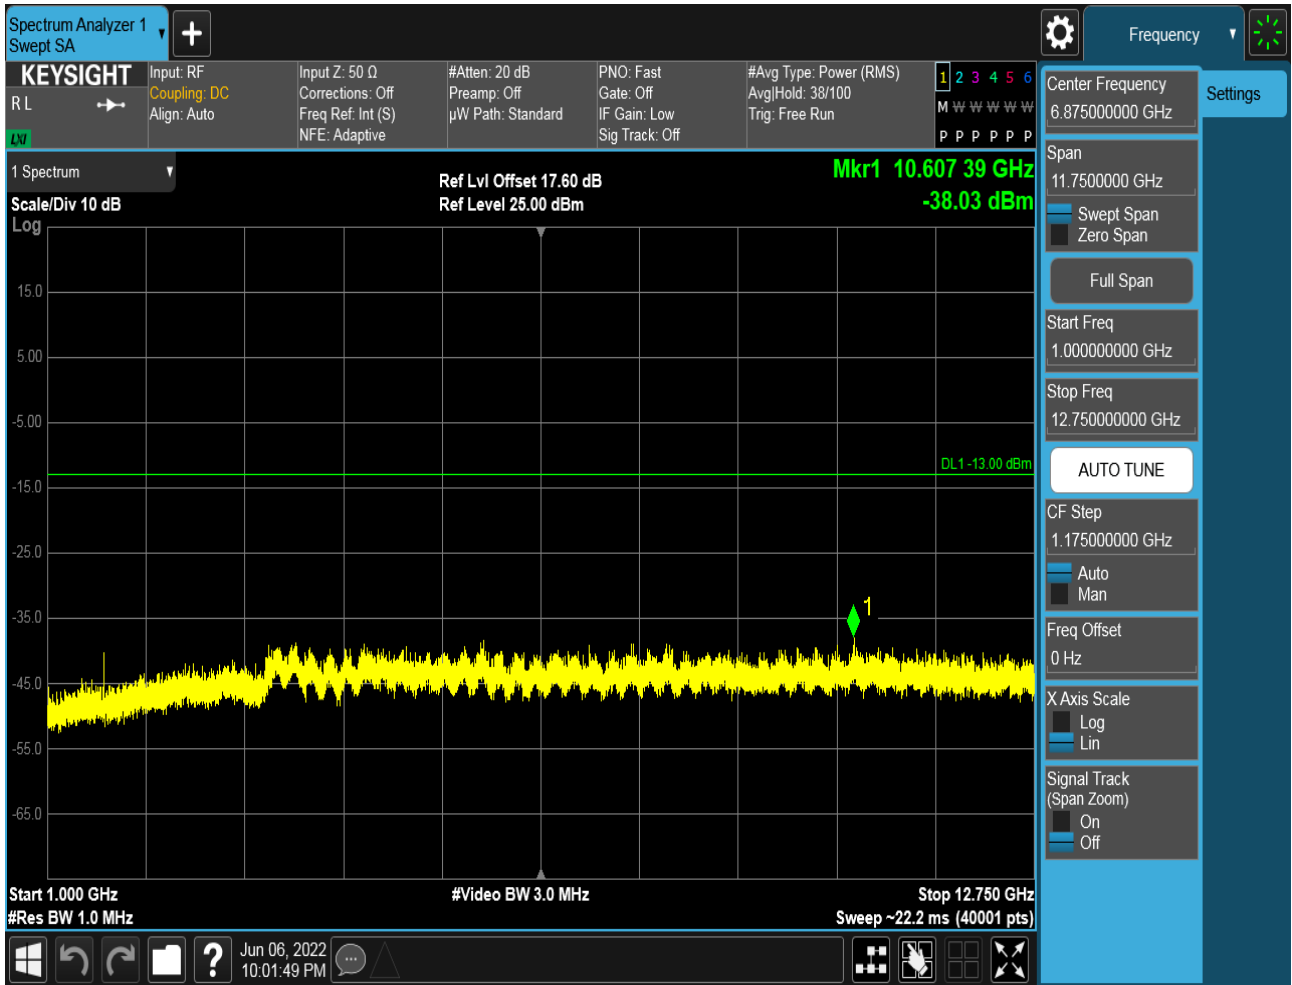 Spectrum Analyzer 1
Swept SA
Frequency
KEYSIGHT
R L
LXI
Input: RF
Coupling: DC
Align: Auto
Input Z: 50 Ω
Corrections: Off
Freq Ref: Int (S)
NFE: Adaptive
#Atten: 20 dB
Preamp: Off
µW Path: Standard
PNO: Fast
Gate: Off
IF Gain: Low
Sig Track: Off
#Avg Type: Power (RMS)
Avg|Hold: 38/100
Trig: Free Run
1 2 3 4 5 6
M W W W W W
P P P P P P
1 Spectrum
Scale/Div 10 dB
Log
Ref Lvl Offset 17.60 dB
Ref Level 25.00 dBm
Mkr1 10.607 39 GHz
-38.03 dBm
15.0
5.00
-5.00
-15.0
-25.0
-35.0
-45.0
-55.0
-65.0
DL1 -13.00 dBm
1
Start 1.000 GHz
#Res BW 1.0 MHz
#Video BW 3.0 MHz
Stop 12.750 GHz
Sweep ~22.2 ms (40001 pts)
Jun 06, 2022
10:01:49 PM
Settings
Center Frequency
6.875000000 GHz
Span
11.7500000 GHz
Swept Span
Zero Span
Full Span
Start Freq
1.000000000 GHz
Stop Freq
12.750000000 GHz
AUTO TUNE
CF Step
1.175000000 GHz
Auto
Man
Freq Offset
0 Hz
X Axis Scale
Log
Lin
Signal Track
(Span Zoom)
On
Off